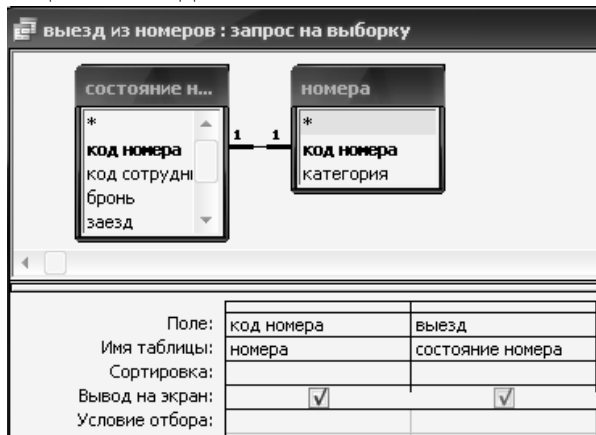 выезд из номеров : запрос на выборку
состояние н...
номера
*
код номера
код сотрудн
бронь
заезд
1 1
*
код номера
категория
Поле: код номера выезд
Имя таблицы: номера состояние номера
Сортировка:
Вывод на экран:
Условие отбора: